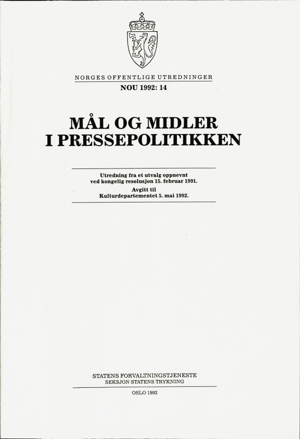 NORGES OFFENTLIGE UTREDNINGER
NOU 1992: 14
MÅL OG MIDLER
I PRESSEPOLITIKKEN
Utredning fra et utvalg oppnevnt
ved kongelig resolusjon 15. februar 1991.
Avgitt til
Kulturdepartementet 5. mai 1992.
STATENS FORVALTNINGSTJENESTE
SEKSJON STATENS TRYKNING
OSLO 1992